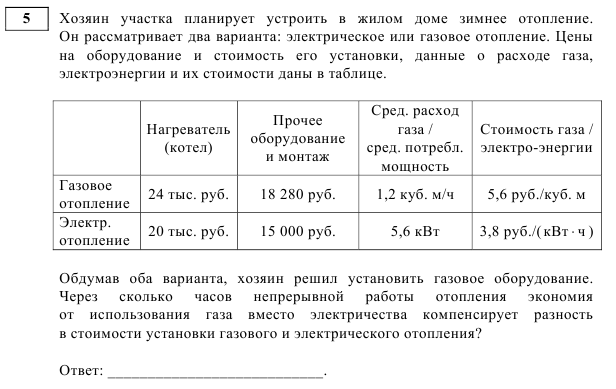 5
Хозяин участка планирует устроить в жилом доме зимнее отопление.
Он рассматривает два варианта: электрическое или газовое отопление. Цены
на оборудование и стоимость его установки, данные о расходе газа,
электроэнергии и их стоимости даны в таблице.
Нагреватель
(котел)
Прочее
оборудование
и монтаж
Сред. расход
газа /
сред. потребл.
мощность
Стоимость газа /
электро-энергии
Газовое
отопление
24 тыс. руб.
18 280 руб.
1,2 куб. м/ч
5,6 руб./куб. м
Электр.
отопление
20 тыс. руб.
15 000 руб.
5,6 кВт
3,8 руб./(кВт · ч)
Обдумав оба варианта, хозяин решил установить газовое оборудование.
Через сколько часов непрерывной работы отопления экономия
от использования газа вместо электричества компенсирует разность
в стоимости установки газового и электрического отопления?
Ответ: ___________________________.